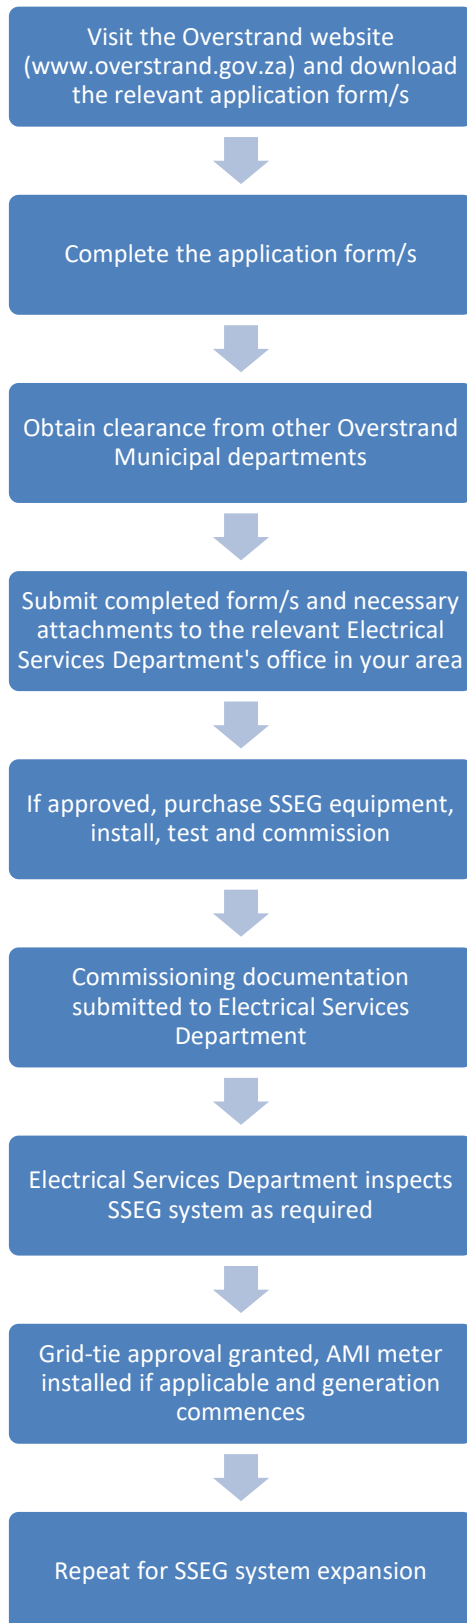 Visit the Overstrand website
(www.overstrand.gov.za) and download
the relevant application form/s
Complete the application form/s
Obtain clearance from other Overstrand
Municipal departments
Submit completed form/s and necessary
attachments to the relevant Electrical
Services Department's office in your area
If approved, purchase SSEG equipment,
install, test and commission
Commissioning documentation
submitted to Electrical Services
Department
Electrical Services Department inspects
SSEG system as required
Grid-tie approval granted, AMI meter
installed if applicable and generation
commences
Repeat for SSEG system expansion